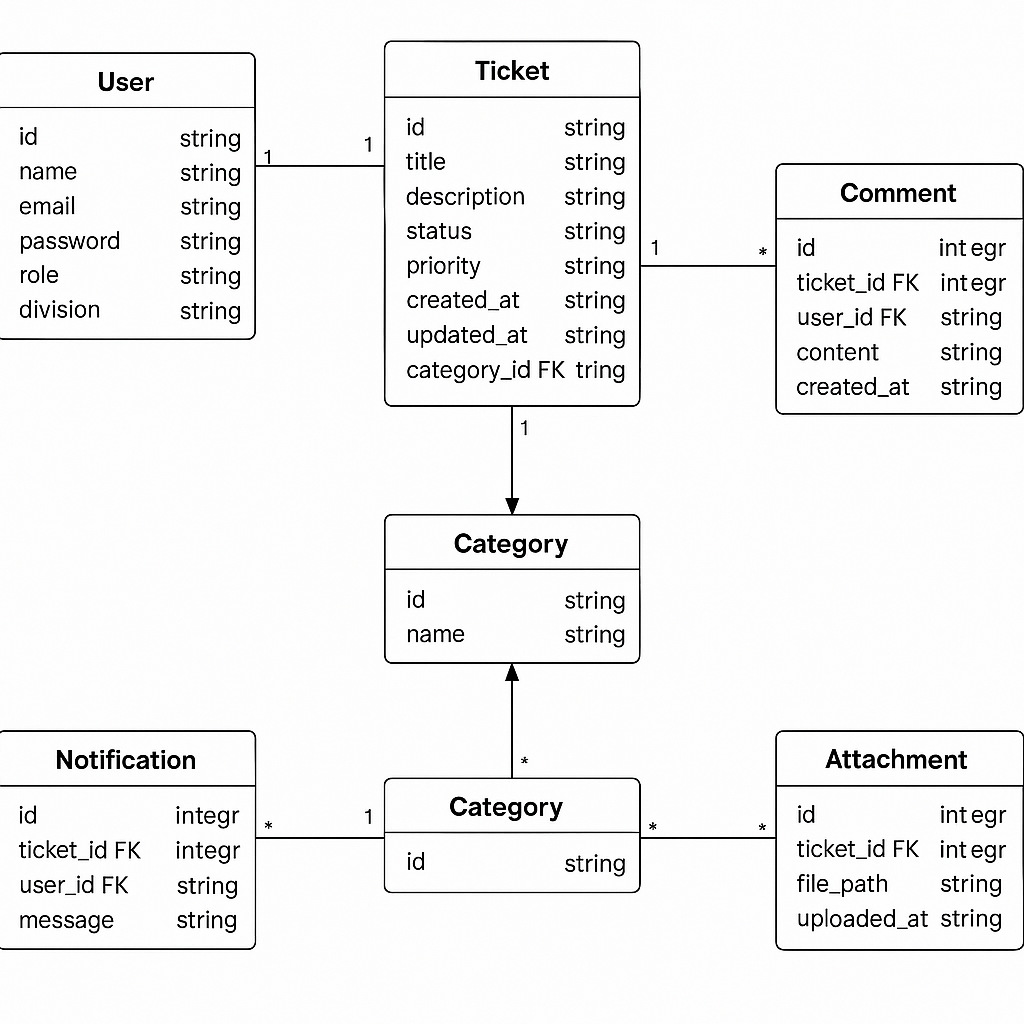 User
id string
name string
email string
password string
role string
division string
1 1
Ticket
id string
title string
description string
status string
priority string
created_at string
updated_at string
category_id FK tring
1 *
Comment
id integr
ticket_id FK integr
user_id FK string
content string
created_at string
1
Category
id string
name string
*
Notification
id integr
ticket_id FK integr
user_id FK string
message string
* 1
Category
id string
* *
Attachment
id integr
ticket_id FK integr
file_path string
uploaded_at string